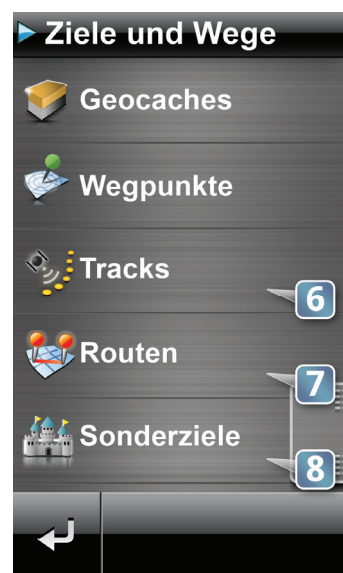 Ziele und Wege
Geocaches
Wegpunkte
Tracks
6
Routen
7
Sonderziele
8